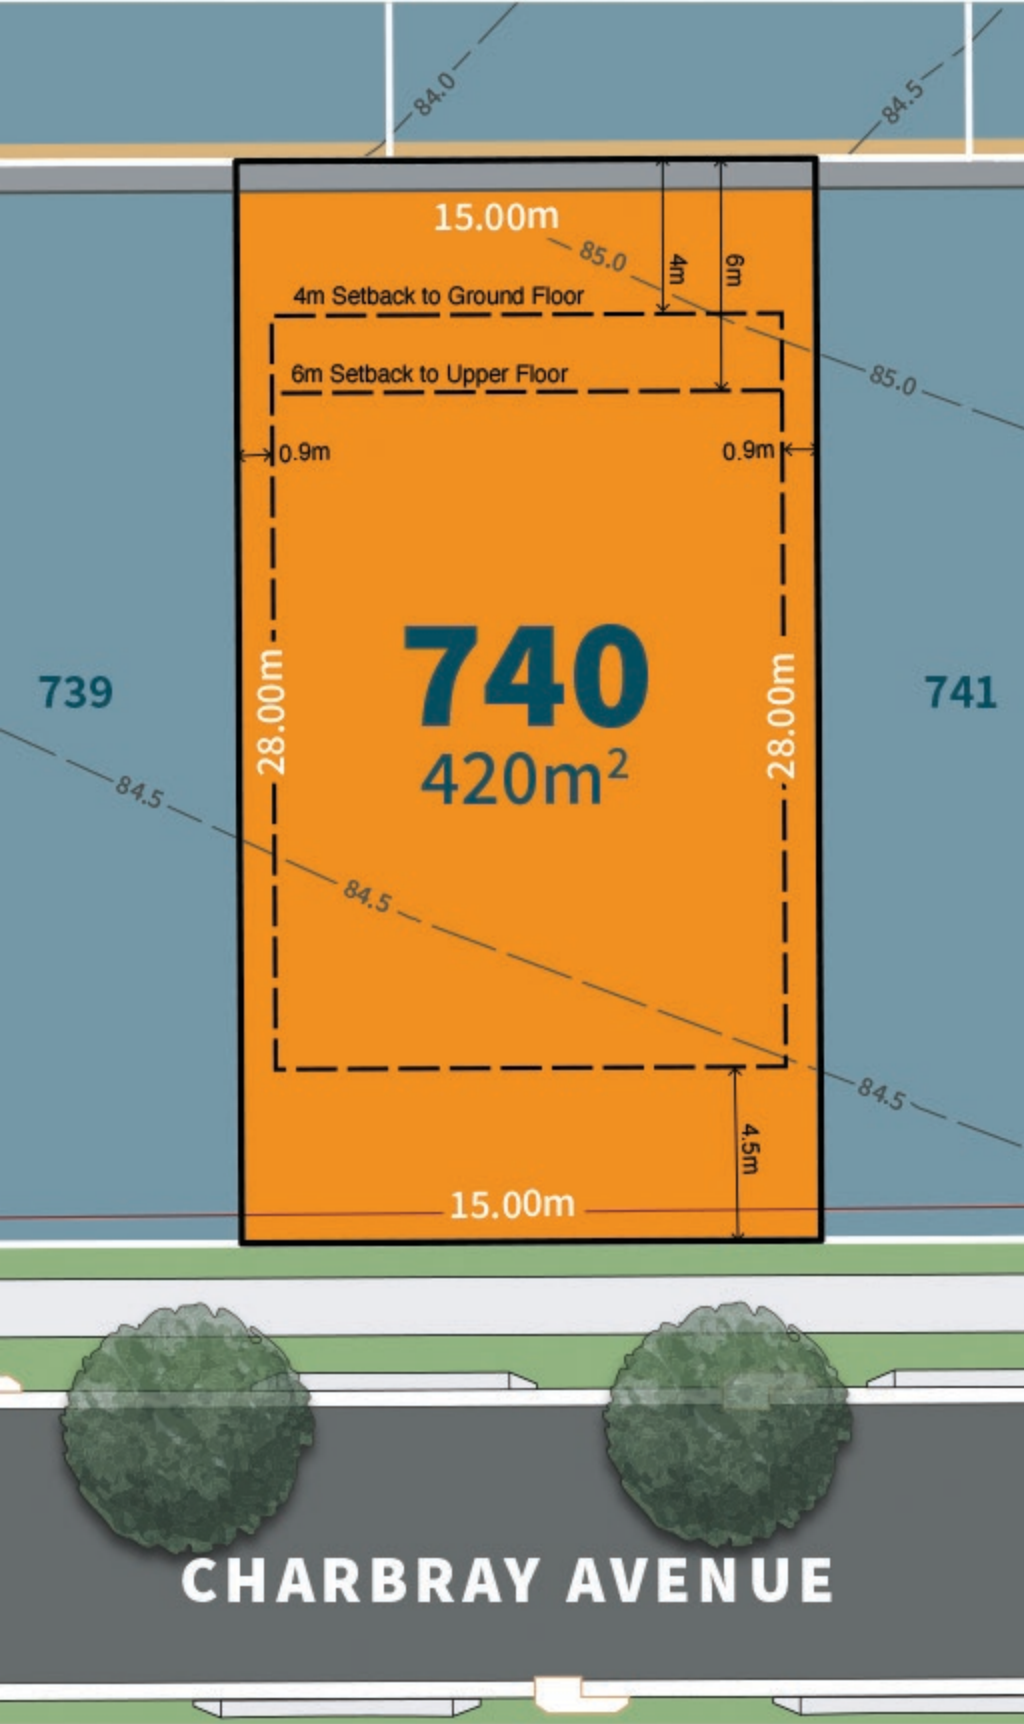 84.0
84.5
15.00m
85.0
4m
6m
4m Setback to Ground Floor
6m Setback to Upper Floor
85.0
0.9m
0.9m
740
739
28.00m
28.00m
741
420m²
84.5
84.5
84.5
4.5m
15.00m
CHARBRAY AVENUE